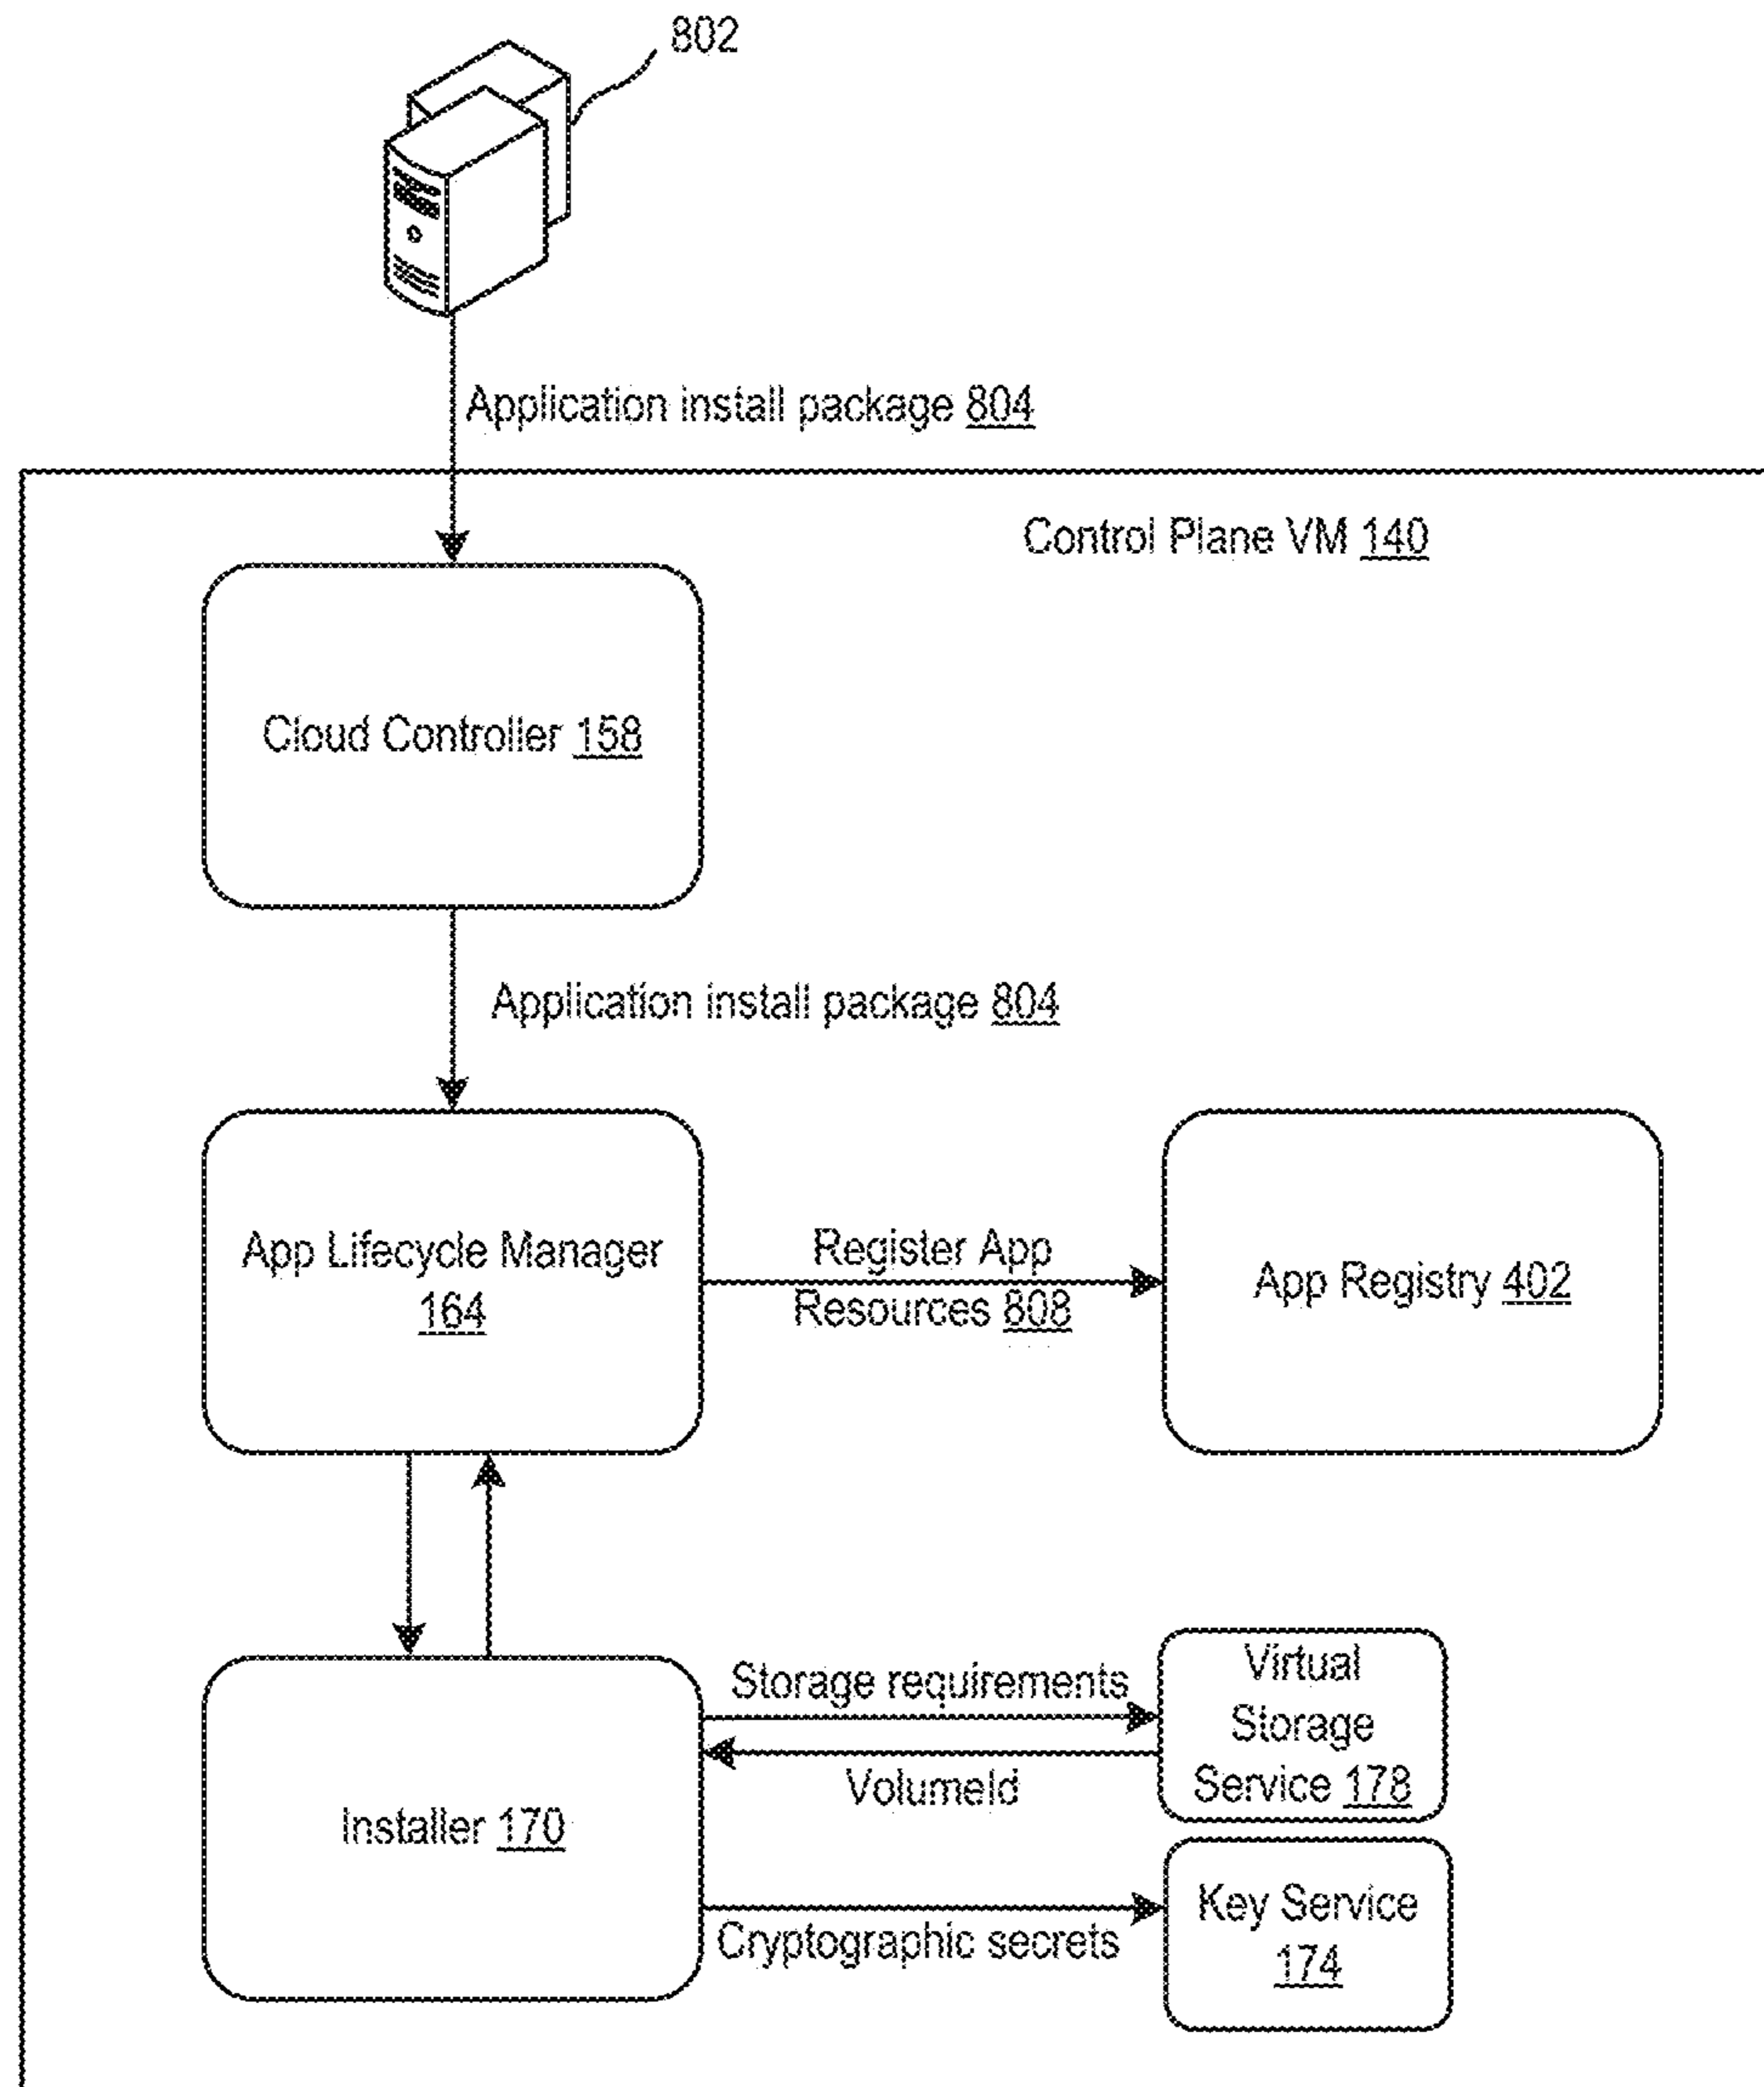 802
Application install package 804
Control Plane VM 140
Cloud Controller 158
Application install package 804
App Lifecycle Manager
164
Register App
Resources 808
App Registry 402
Installer 170
Storage requirements
VolumeId
Virtual
Storage
Service 178
Cryptographic secrets
Key Service
174